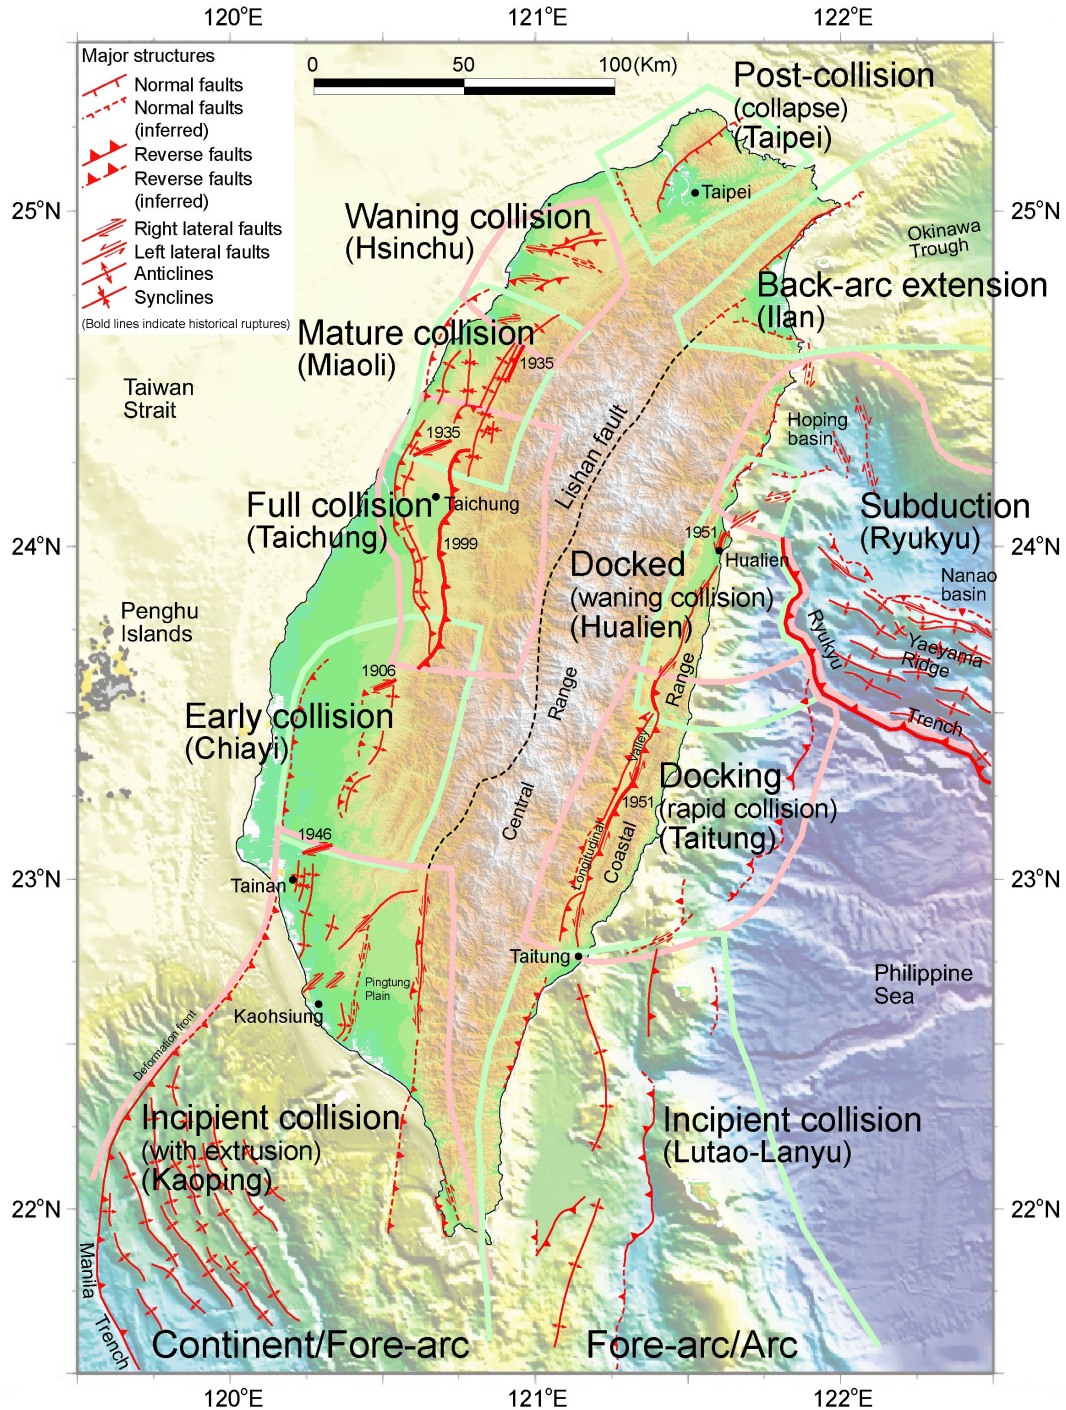 120°E
121°E
122°E
Major structures
Normal faults
Normal faults
(inferred)
Reverse faults
Reverse faults
(inferred)
Right lateral faults
Left lateral faults
Anticlines
Synclines
(Bold lines indicate historical ruptures)
0
50
100(Km)
Post-collision
(collapse)
(Taipei)
Taipei
25°N
25°N
Waning collision
(Hsinchu)
Okinawa
Trough
Back-arc extension
(Ilan)
Mature collision
(Miaoli)
1935
Taiwan
Strait
Lishan fault
Hoping
basin
1935
Full collision
(Taichung)
Taichung
1999
Subduction
(Ryukyu)
24°N
24°N
1951
Hualien
Docked
(waning collision)
(Hualien)
Nanao
basin
Penghu
Islands
Ryukyu
Yaeyama
Ridge
Trench
1906
Range
Range
Early collision
(Chiayi)
Valley
Docking
(rapid collision)
(Taitung)
1951
Central
Coastal
Longitudinal
1946
23°N
23°N
Tainan
Taitung
Pingtung
Plain
Philippine
Sea
Kaohsiung
Deformation front
Incipient collision
(with extrusion)
(Kaoping)
Incipient collision
(Lutao-Lanyu)
22°N
22°N
Manila
Trench
Continent/Fore-arc
Fore-arc/Arc
120°E
121°E
122°E